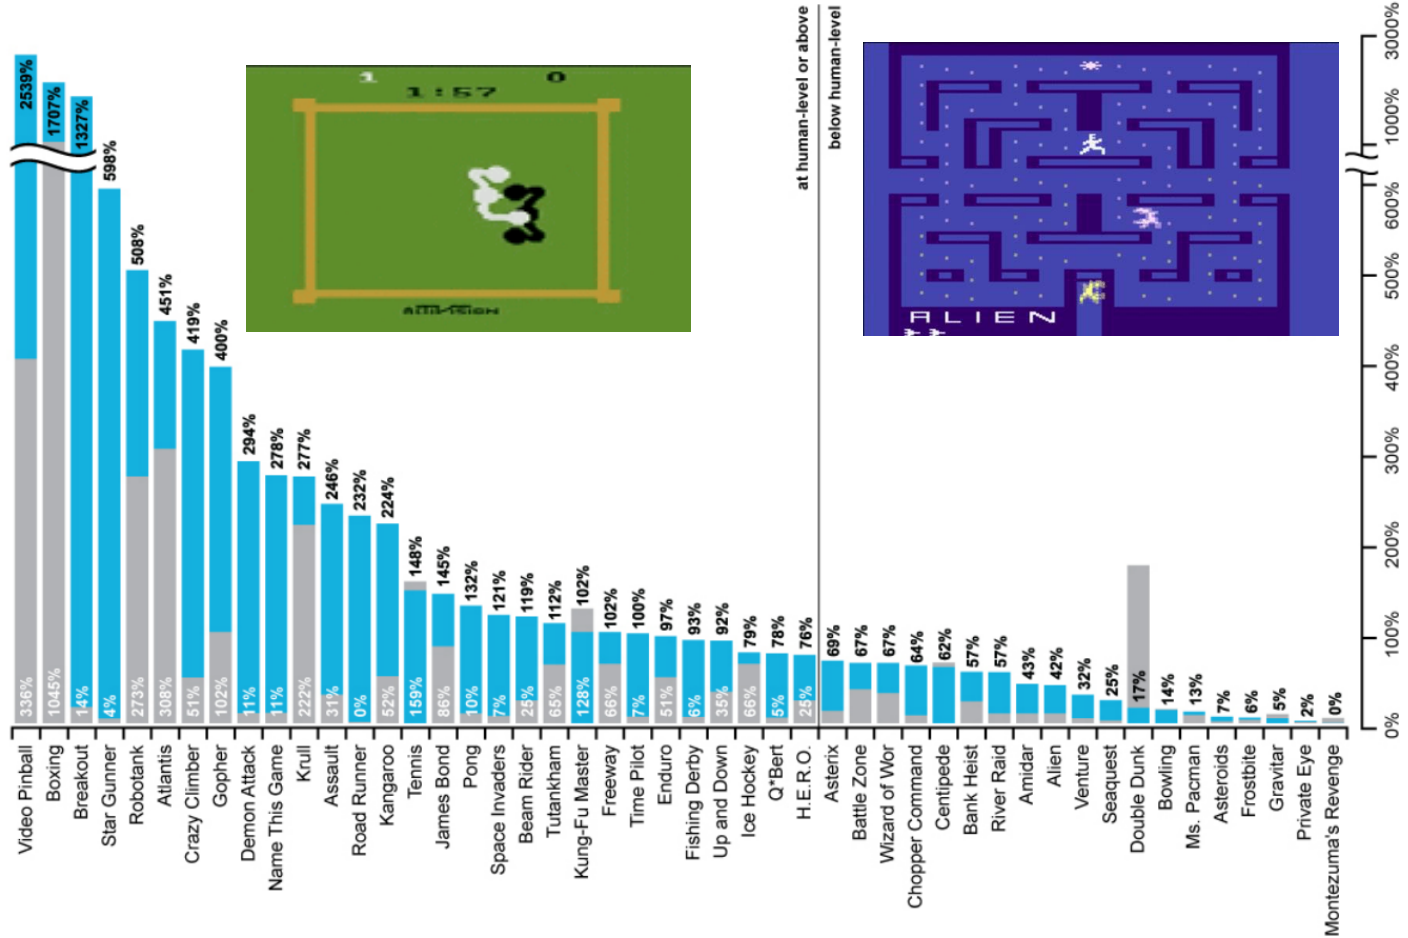 2539%
1707%
1327%
598%
508%
451%
419%
400%
294%
278%
277%
246%
232%
224%
148%
145%
132%
121%
119%
112%
102%
102%
100%
97%
93%
92%
79%
78%
76%
69%
67%
67%
64%
62%
57%
57%
43%
42%
32%
25%
17%
14%
13%
7%
6%
5%
2%
0%
336%
1045%
14%
4%
273%
308%
51%
102%
11%
11%
222%
31%
0%
52%
159%
86%
10%
7%
25%
65%
128%
66%
7%
51%
6%
35%
66%
5%
25%
1 0
1:57
ACTIVISION
at human-level or above
below human-level
ALIEN
3000%
1000%
600%
500%
400%
300%
200%
100%
0%
Video Pinball
Boxing
Breakout
Star Gunner
Robotank
Atlantis
Crazy Climber
Gopher
Demon Attack
Name This Game
Krull
Assault
Road Runner
Kangaroo
Tennis
James Bond
Pong
Space Invaders
Beam Rider
Tutankham
Kung-Fu Master
Freeway
Time Pilot
Enduro
Fishing Derby
Up and Down
Ice Hockey
Q*Bert
H.E.R.O.
Asterix
Battle Zone
Wizard of Wor
Chopper Command
Centipede
Bank Heist
River Raid
Amidar
Alien
Venture
Seaquest
Double Dunk
Bowling
Ms. Pacman
Asteroids
Frostbite
Gravitar
Private Eye
Montezuma's Revenge